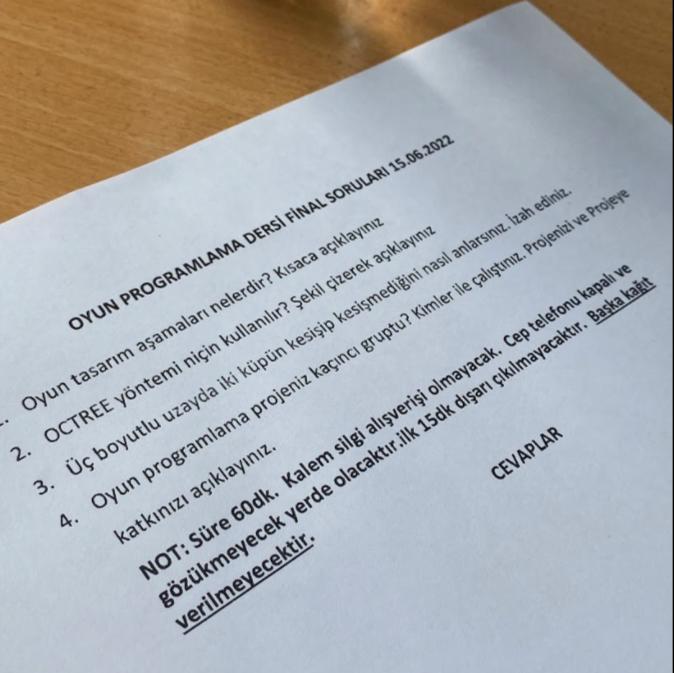 OYUN PROGRAMLAMA DERSİ FİNAL SORULARI 15.06.2022
1. Oyun tasarım aşamaları nelerdir? Kısaca açıklayınız
2. OCTREE yöntemi niçin kullanılır? Şekil çizerek açıklayınız
3. Üç boyutlu uzayda iki küpün kesişip kesişmediğini nasıl anlarsınız. İzah ediniz.
4. Oyun programlama projeniz kaçıncı gruptu? Kimler ile çalıştınız. Projenizi ve Projeye
katkınızı açıklayınız.
NOT: Süre 60dk. Kalem silgi alışverişi olmayacak. Cep telefonu kapalı ve
gözükmeyecek yerde olacaktır.ilk 15dk dışarı çıkılmayacaktır. Başka kağıt
verilmeyecektir.
CEVAPLAR